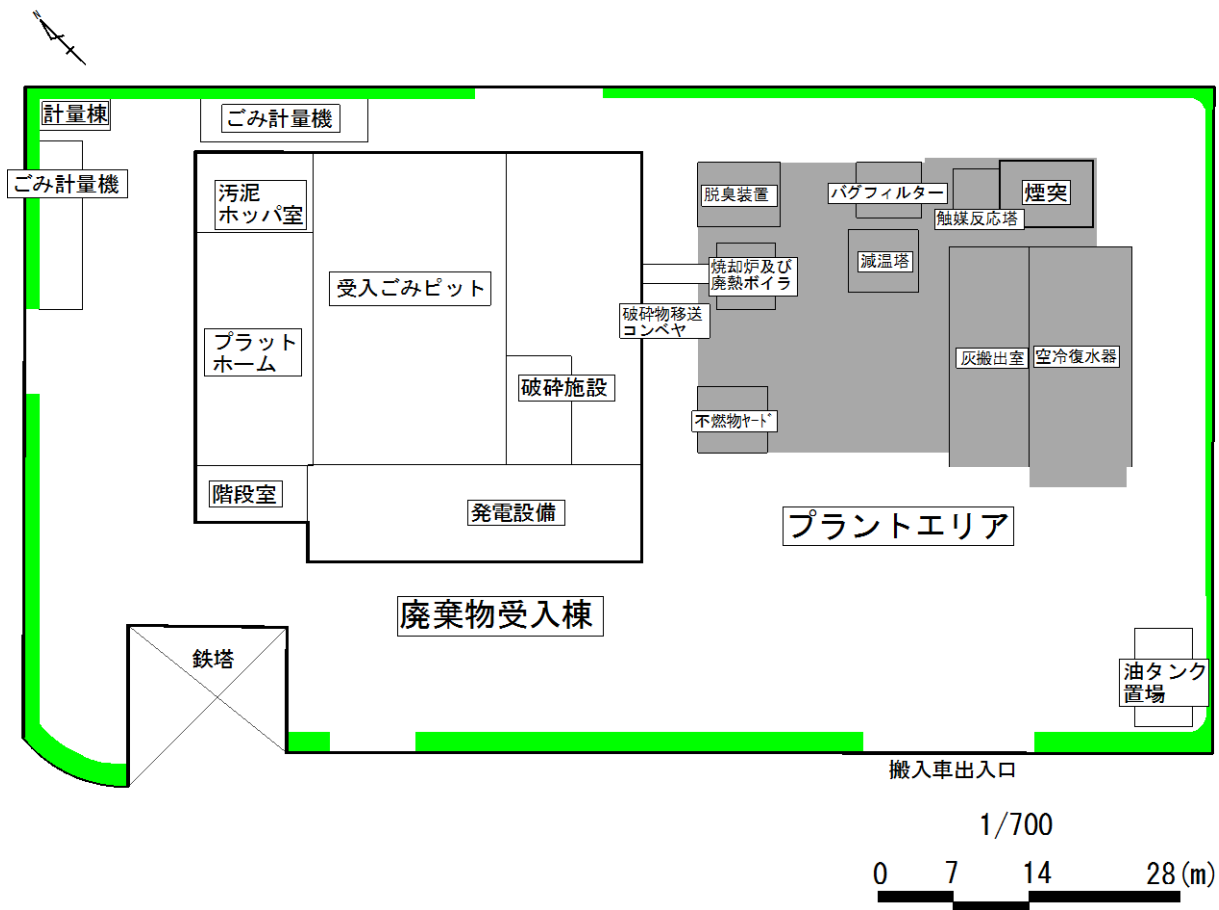 N
計量棟
ごみ計量機
ごみ計量機
汚泥
ホッパ室
脱臭装置
バグフィルター
煙突
触媒反応塔
受入ごみピット
焼却炉及び
廃熱ボイラ
減温塔
破砕物移送
コンベヤ
プラット
ホーム
灰搬出室
空冷復水器
破砕施設
不燃物ヤード
階段室
発電設備
プラントエリア
廃棄物受入棟
鉄塔
油タンク
置場
搬入車出入口
1/700
0 7 14 28(m)